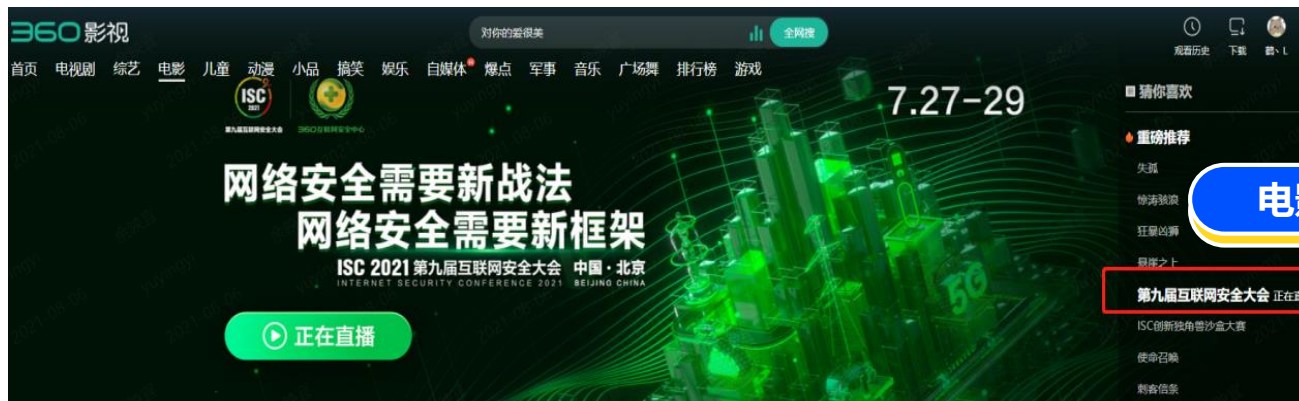 360影视
对你的爱很美
全网搜
观看历史 下载
首页 电视剧 综艺 电影 儿童 动漫 小品 搞笑 娱乐 自媒体 爆点 军事 音乐 广场舞 排行榜 游戏
ISC
2021
第九届互联网安全大会 360互联网安全中心
7.27-29
网络安全需要新战法
网络安全需要新框架
ISC 2021 第九届互联网安全大会 中国·北京
INTERNET SECURITY CONFERENCE 2021 BEIJING CHINA
正在直播
5G
猜你喜欢
重磅推荐
失孤
惊涛骇浪
电影
狂暴凶狮
悬崖之上
第九届互联网安全大会 正在直
ISC创新独角兽沙盒大赛
使命召唤
刺客信条